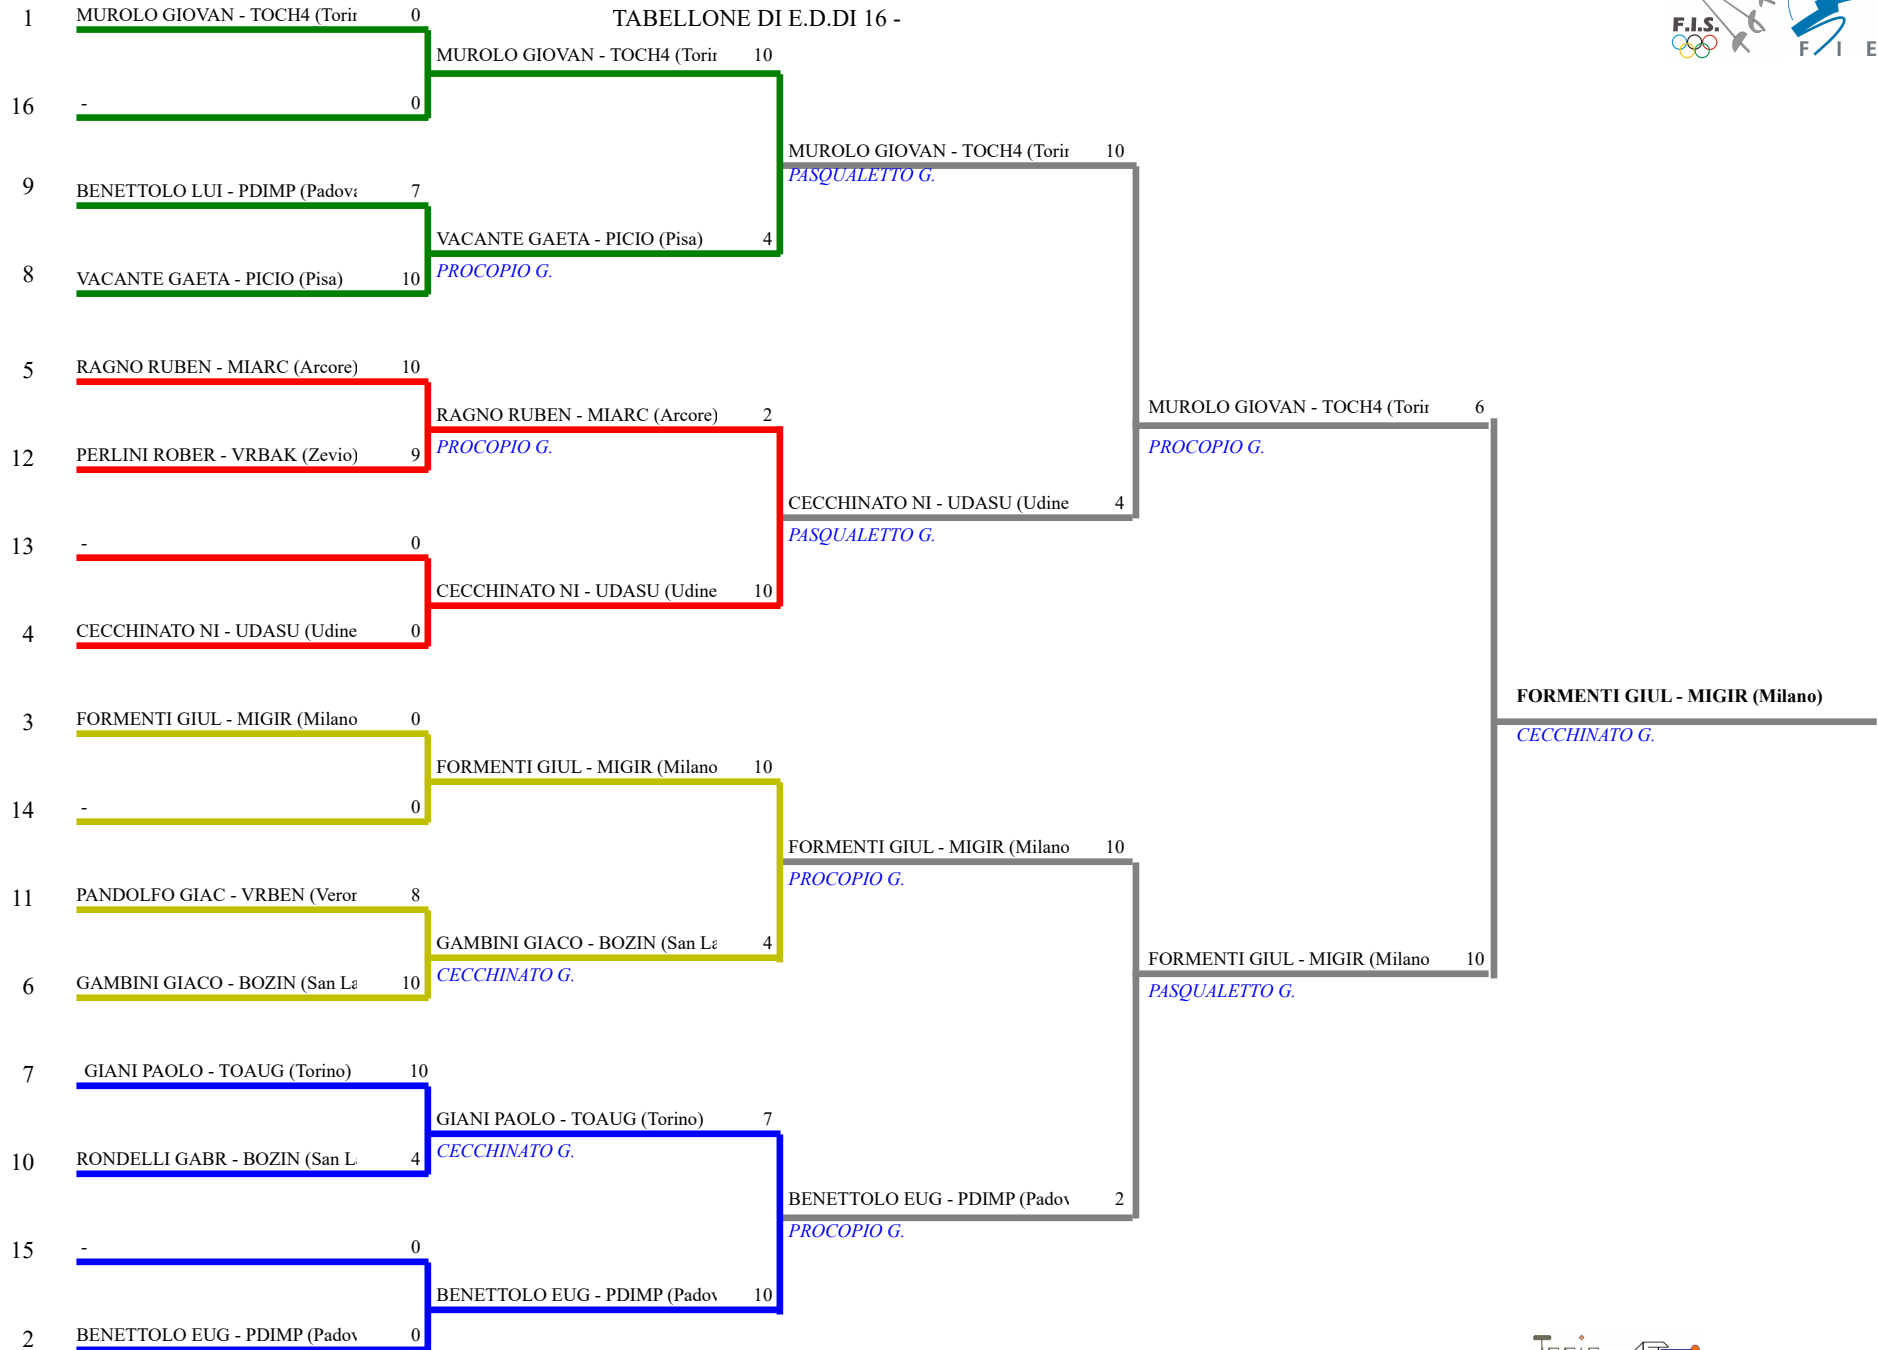 TABELLONE DI E.D.DI 16 -
F.I.S.
F I E
1 MUROLO GIOVAN - TOCH4 (Torir 0
MUROLO GIOVAN - TOCH4 (Torir 10
16 - 0
MUROLO GIOVAN - TOCH4 (Torir 10
PASQUALETTO G.
9 BENETTOLO LUI - PDIMP (Padova 7
VACANTE GAETA - PICIO (Pisa) 4
PROCOPIO G.
8 VACANTE GAETA - PICIO (Pisa) 10
5 RAGNO RUBEN - MIARC (Arcore) 10
RAGNO RUBEN - MIARC (Arcore) 2
PROCOPIO G.
MUROLO GIOVAN - TOCH4 (Torir 6
PROCOPIO G.
12 PERLINI ROBER - VRBAK (Zevio) 9
CECCHINATO NI - UDASU (Udine 4
PASQUALETTO G.
13 - 0
CECCHINATO NI - UDASU (Udine 10
4 CECCHINATO NI - UDASU (Udine 0
FORMENTI GIUL - MIGIR (Milano)
CECCHINATO G.
3 FORMENTI GIUL - MIGIR (Milano 0
FORMENTI GIUL - MIGIR (Milano 10
14 - 0
FORMENTI GIUL - MIGIR (Milano 10
PROCOPIO G.
11 PANDOLFO GIAC - VRBEN (Veror 8
GAMBINI GIACO - BOZIN (San La 4
CECCHINATO G.
FORMENTI GIUL - MIGIR (Milano 10
PASQUALETTO G.
6 GAMBINI GIACO - BOZIN (San La 10
7 GIANI PAOLO - TOAUG (Torino) 10
GIANI PAOLO - TOAUG (Torino) 7
CECCHINATO G.
10 RONDELLI GABR - BOZIN (San L 4
BENETTOLO EUG - PDIMP (Padov 2
PROCOPIO G.
15 - 0
BENETTOLO EUG - PDIMP (Padov 10
2 BENETTOLO EUG - PDIMP (Padov 0